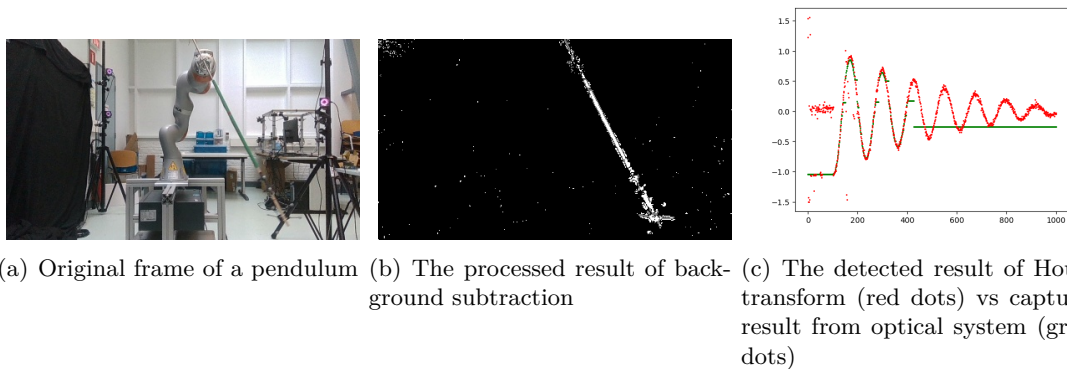 1.5
1.0
0.5
0.0
−0.5
−1.0
−1.5
0 200 400 600 800 1000
(a) Original frame of a pendulum
(b) The processed result of back-
ground subtraction
(c) The detected result of Hou
transform (red dots) vs captu
result from optical system (gr
dots)